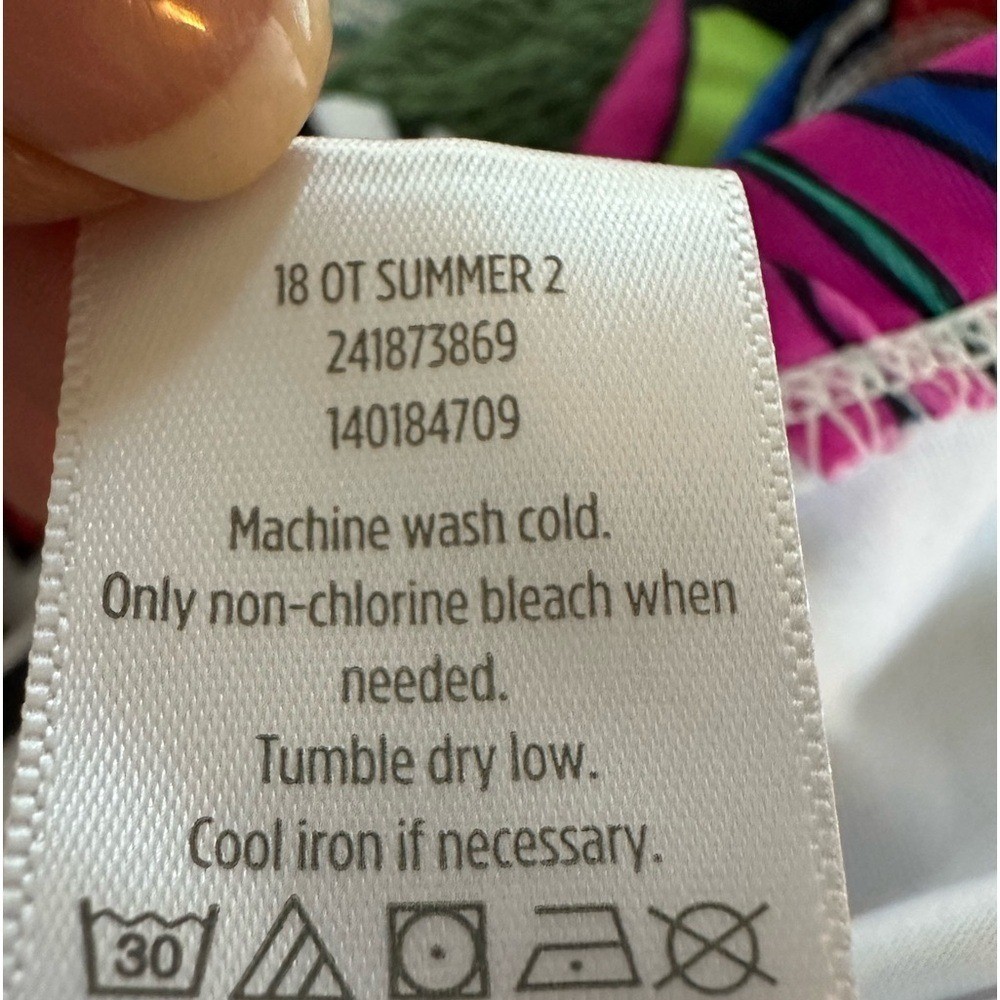 18 OT SUMMER 2
241873869
140184709
Machine wash cold.
Only non-chlorine bleach when
needed.
Tumble dry low.
Cool iron if necessary.
30